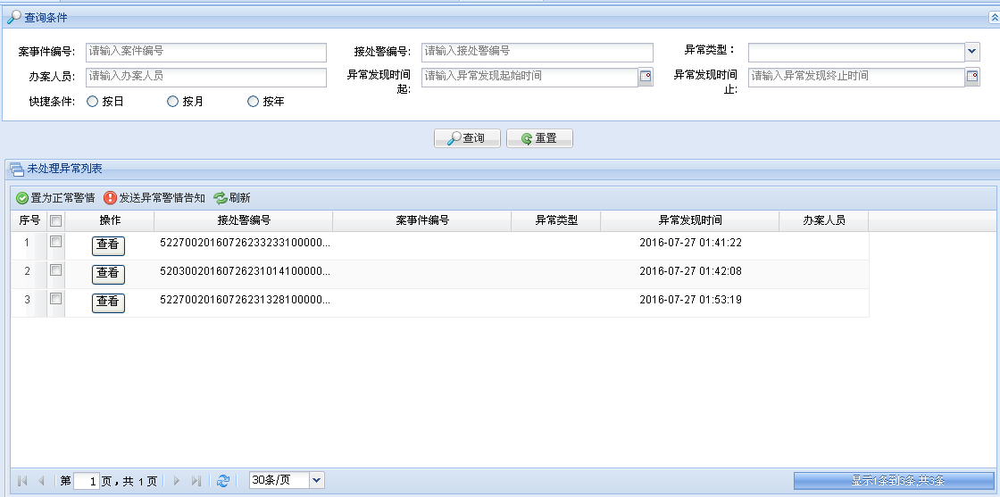 查询条件
案事件编号: 请输入案件编号 接处警编号: 请输入接处警编号 异常类型：
办案人员: 请输入办案人员 异常发现时间起: 请输入异常发现起始时间 异常发现时间止: 请输入异常发现终止时间
快捷条件: 按日 按月 按年
查询 重置
未处理异常列表
置为正常警情 发送异常警情告知 刷新
序号 操作 接处警编号 案事件编号 异常类型 异常发现时间 办案人员
1 查看 52270020160726233233100000... 2016-07-27 01:41:22
2 查看 52030020160726231014100000... 2016-07-27 01:42:08
3 查看 52270020160726231328100000... 2016-07-27 01:53:19
第 1 页，共 1 页 30条/页 显示1条到3条,共3条